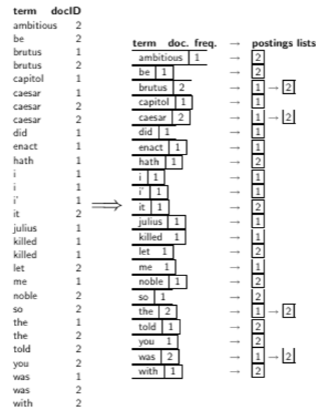 term docID
ambitious 2
be 2
brutus 1
brutus 2
capitol 1
caesar 1
caesar 2
caesar 2
did 1
enact 1
hath 1
i 1
i 1
i' 1
it 2
julius 1
killed 1
killed 1
let 2
me 1
noble 2
so 2
the 1
the 2
told 2
you 2
was 1
was 2
with 2
⟹
term doc. freq. → postings lists
ambitious 1 → 2
be 1 → 2
brutus 2 → 1 → 2
capitol 1 → 1
caesar 2 → 1 → 2
did 1 → 1
enact 1 → 1
hath 1 → 2
i 1 → 1
i' 1 → 1
it 1 → 2
julius 1 → 1
killed 1 → 1
let 1 → 2
me 1 → 1
noble 1 → 2
so 1 → 2
the 2 → 1 → 2
told 1 → 2
you 1 → 2
was 2 → 1 → 2
with 1 → 2